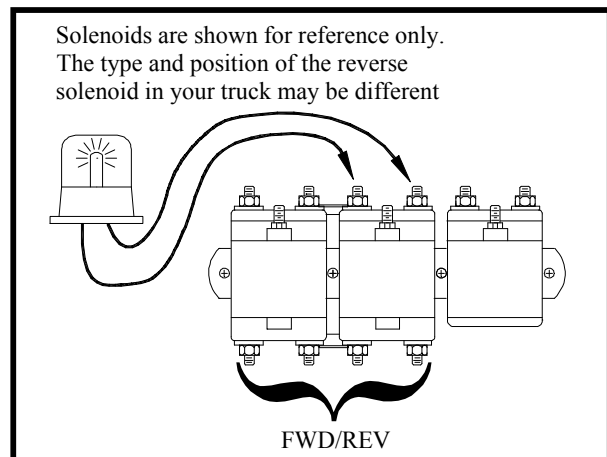 Solenoids are shown for reference only.
The type and position of the reverse
solenoid in your truck may be different
FWD/REV